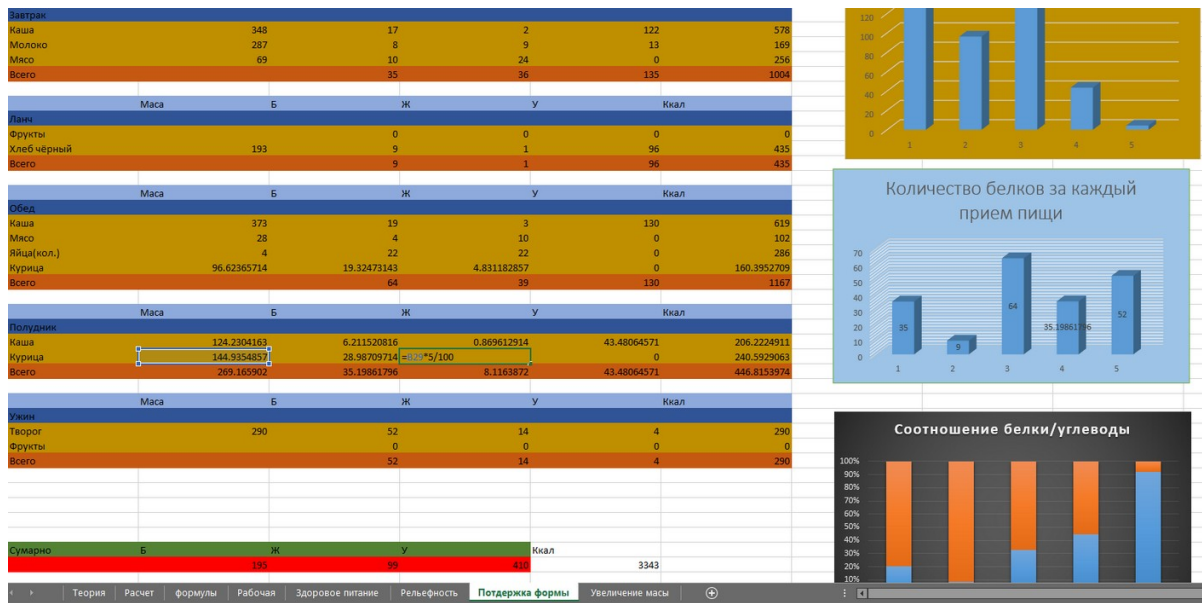 Завтрак
Каша 348 17 2 122 578
Молоко 287 8 9 13 169
Мясо 69 10 24 0 256
Всего 35 36 135 1004
Маса Б Ж У Ккал
Ланч
Фрукты 0 0 0 0
Хлеб чёрный 193 9 1 96 435
Всего 9 1 96 435
Маса Б Ж У Ккал
Обед
Каша 373 19 3 130 619
Мясо 28 4 10 0 102
Яйца(кол.) 4 22 22 0 286
Курица 96.62365714 19.32473143 4.831182857 0 160.3952709
Всего 64 39 130 1167
Маса Б Ж У Ккал
Полудник
Каша 124.2304163 6.211520816 0.869612914 43.48064571 206.2224911
Курица 144.9354857 28.98709714 =B29*5/100 0 240.5929063
Всего 269.165902 35.19861796 8.1163872 43.48064571 446.8153974
Маса Б Ж У Ккал
Ужин
Творог 290 52 14 4 290
Фрукты 0 0 0 0
Всего 52 14 4 290
Сумарно Б Ж У Ккал
195 99 410 3343
120
100
80
60
40
20
0
1 2 3 4 5
Количество белков за каждый
прием пищи
70
60
50
40
30
20
10
0
35 9 64 35.19861796 52
1 2 3 4 5
Соотношение белки/углеводы
100%
90%
80%
70%
60%
50%
40%
30%
20%
10%
Теория Расчет формулы Рабочая Здоровое питание Рельефность Потдержка формы Увеличение масы